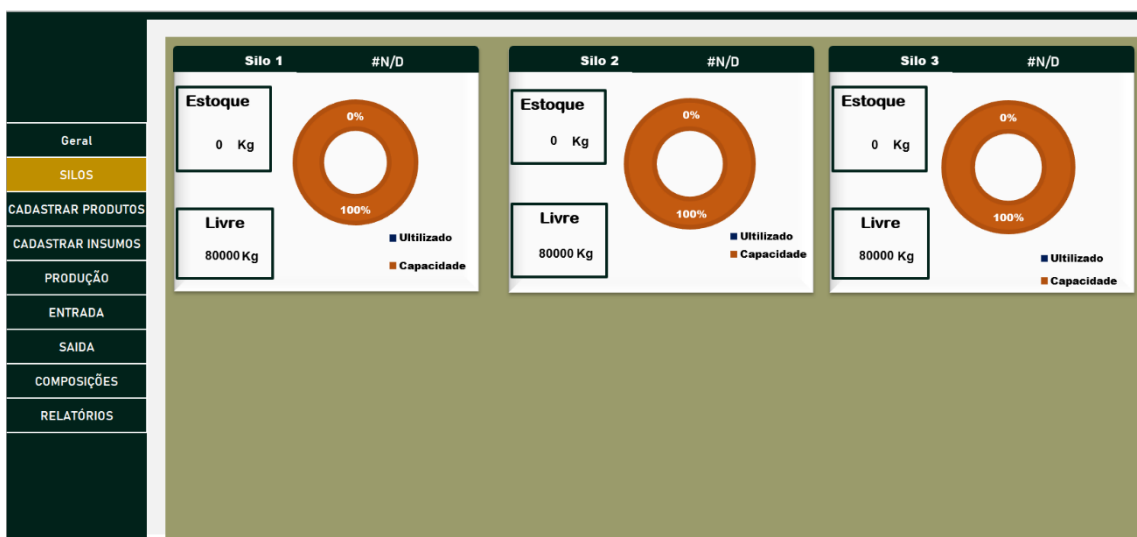 Geral
SILOS
CADASTRAR PRODUTOS
CADASTRAR INSUMOS
PRODUÇÃO
ENTRADA
SAIDA
COMPOSIÇÕES
RELATÓRIOS
Silo 1 #N/D
Estoque
0 Kg
0%
100%
Livre
80000 Kg
Ultilizado
Capacidade
Silo 2 #N/D
Estoque
0 Kg
0%
100%
Livre
80000 Kg
Ultilizado
Capacidade
Silo 3 #N/D
Estoque
0 Kg
0%
100%
Livre
80000 Kg
Ultilizado
Capacidade